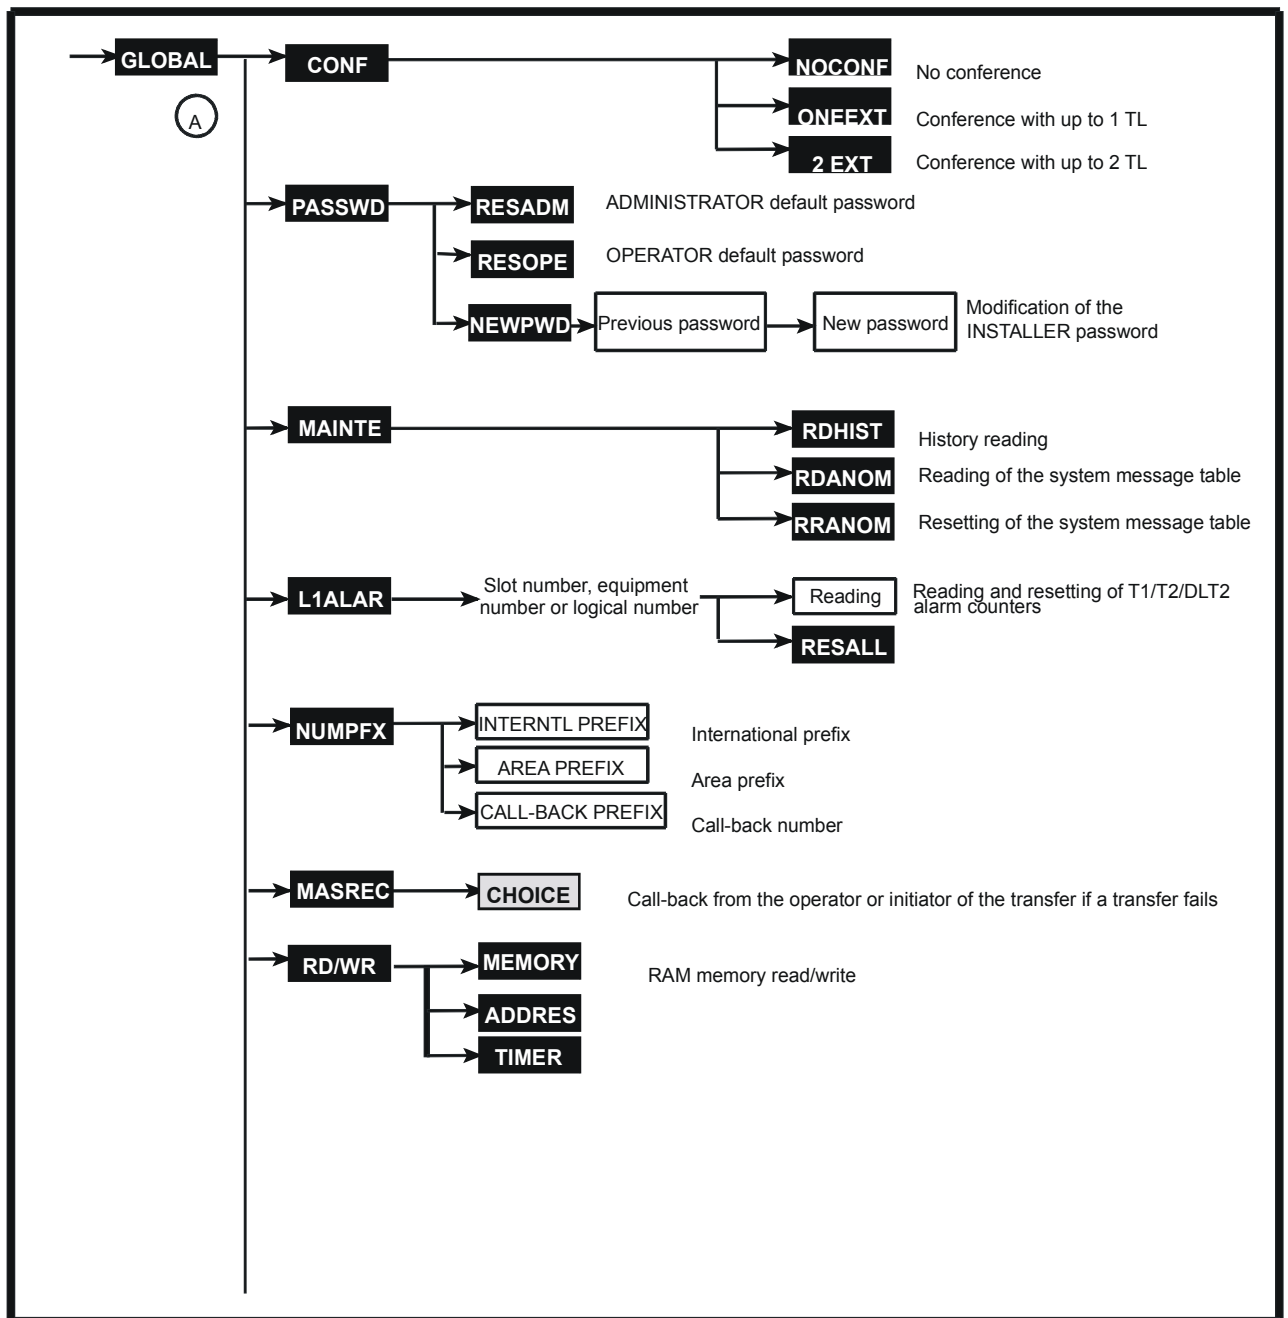 GLOBAL
CONF
NOCONF
No conference
A
ONEEXT
Conference with up to 1 TL
2 EXT
Conference with up to 2 TL
PASSWD
RESADM
ADMINISTRATOR default password
RESOPE
OPERATOR default password
NEWPWD
Previous password
New password
Modification of the
INSTALLER password
MAINTE
RDHIST
History reading
RDANOM
Reading of the system message table
RRANOM
Resetting of the system message table
L1ALAR
Slot number, equipment
number or logical number
Reading
Reading and resetting of T1/T2/DLT2
alarm counters
RESALL
NUMPFX
INTERNTL PREFIX
International prefix
AREA PREFIX
Area prefix
CALL-BACK PREFIX
Call-back number
MASREC
CHOICE
Call-back from the operator or initiator of the transfer if a transfer fails
RD/WR
MEMORY
RAM memory read/write
ADDRES
TIMER